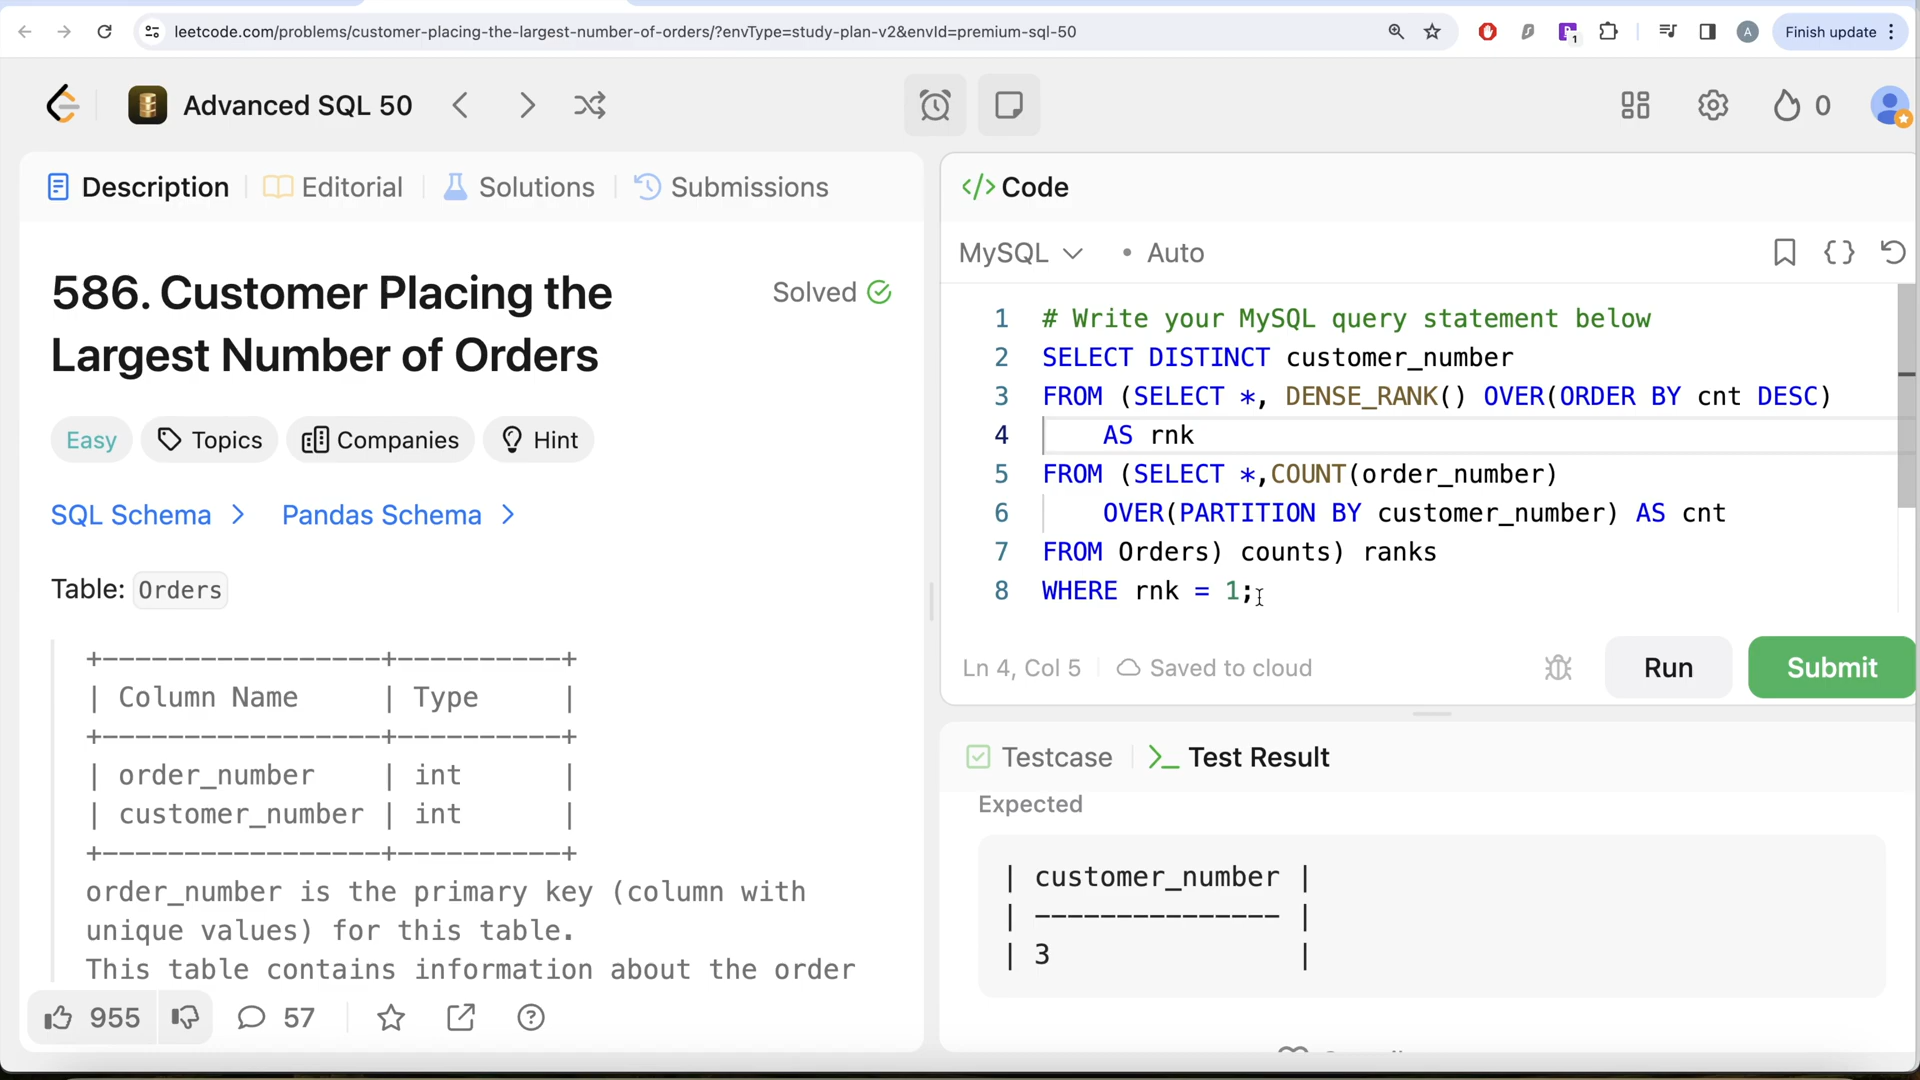 leetcode.com/problems/customer-placing-the-largest-number-of-orders/?envType=study-plan-v2&envId=premium-sql-50
1
A
Finish update
Advanced SQL 50
0
Description
Editorial
Solutions
Submissions
586. Customer Placing the
Largest Number of Orders
Solved
Easy
Topics
Companies
Hint
SQL Schema
Pandas Schema
Table: Orders
+-----------------+----------+
| Column Name     | Type     |
+-----------------+----------+
| order_number    | int      |
| customer_number | int      |
+-----------------+----------+
order_number is the primary key (column with
unique values) for this table.
This table contains information about the order
955
57
</> Code
MySQL
• Auto
1 # Write your MySQL query statement below
2 SELECT DISTINCT customer_number
3 FROM (SELECT *, DENSE_RANK() OVER(ORDER BY cnt DESC)
4     AS rnk
5 FROM (SELECT *,COUNT(order_number)
6     OVER(PARTITION BY customer_number) AS cnt
7 FROM Orders) counts) ranks
8 WHERE rnk = 1;
Ln 4, Col 5
Saved to cloud
Run
Submit
Testcase
Test Result
Expected
| customer_number |
| --------------- |
| 3               |